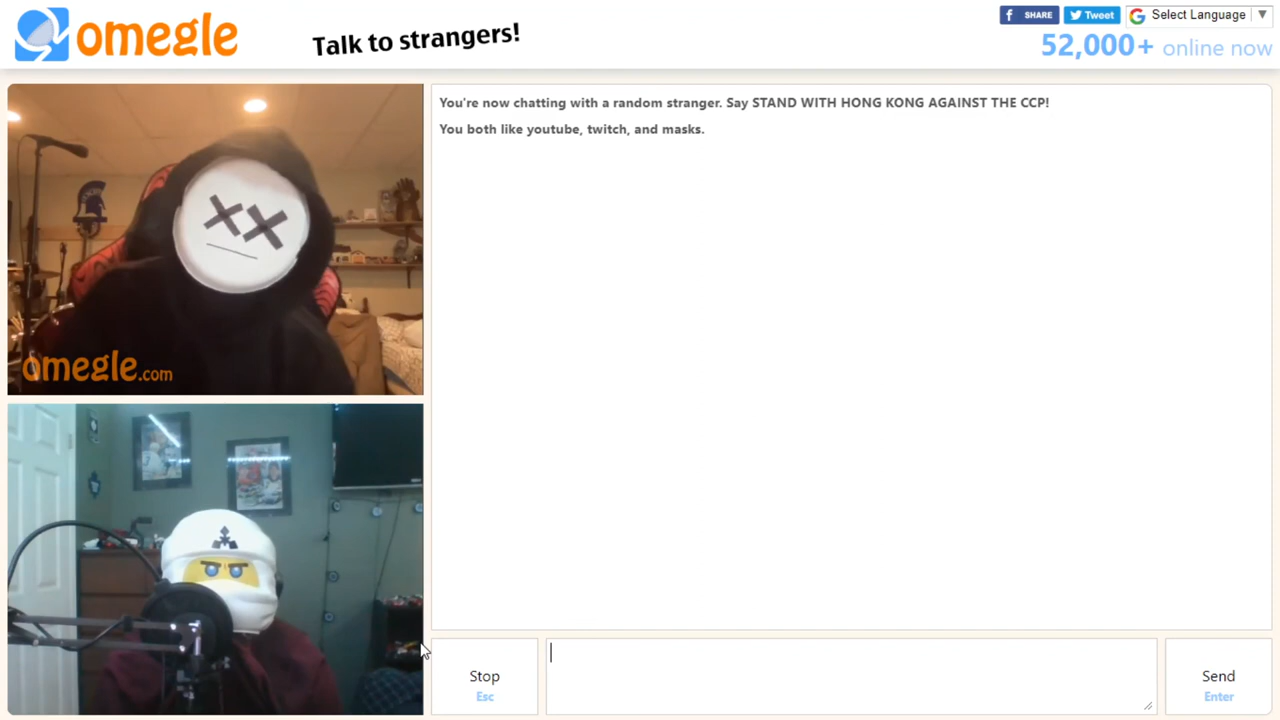 omegle
Talk to strangers!
SHARE
Tweet
Select Language
52,000+ online now
You're now chatting with a random stranger. Say STAND WITH HONG KONG AGAINST THE CCP!
You both like youtube, twitch, and masks.
omegle.com
Stop
Esc
Send
Enter